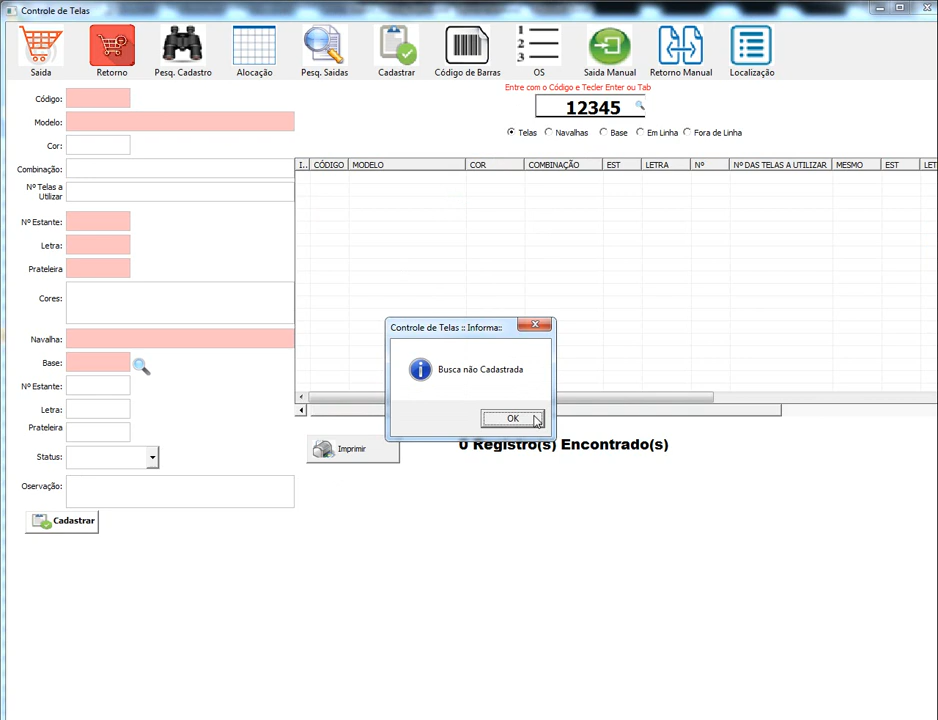 Controle de Telas
Saida
Retorno
Pesq. Cadastro
Alocação
Pesq. Saidas
Cadastrar
Código de Barras
1
2
3
OS
Saida Manual
Retorno Manual
Localização
Entre com o Código e Tecler Enter ou Tab
12345
Telas Navalhas Base Em Linha Fora de Linha
Código:
Modelo:
Cor:
Combinação:
Nº Telas a
Utilizar
Nº Estante:
Letra:
Prateleira
Cores:
Navalha:
Base:
Nº Estante:
Letra:
Prateleira
Status:
Oservação:
Cadastrar
I... CÓDIGO MODELO COR COMBINAÇÃO EST LETRA Nº Nº DAS TELAS A UTILIZAR MESMO EST LET
Controle de Telas :: Informa::
Busca não Cadastrada
OK
Imprimir
0 Registro(s) Encontrado(s)